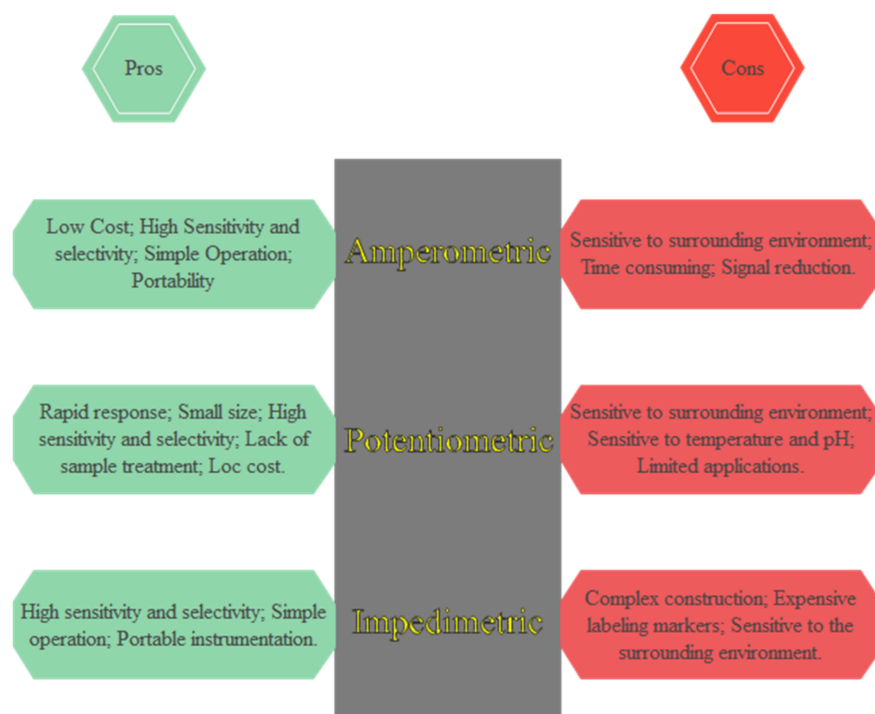 Pros
Cons
Low Cost; High Sensitivity and
selectivity; Simple Operation;
Portability
Amperometric
Sensitive to surrounding environment;
Time consuming; Signal reduction.
Rapid response; Small size; High
sensitivity and selectivity; Lack of
sample treatment; Loc cost.
Potentiometric
Sensitive to surrounding environment;
Sensitive to temperature and pH;
Limited applications.
High sensitivity and selectivity; Simple
operation; Portable instrumentation.
Impedimetric
Complex construction; Expensive
labeling markers; Sensitive to the
surrounding environment.